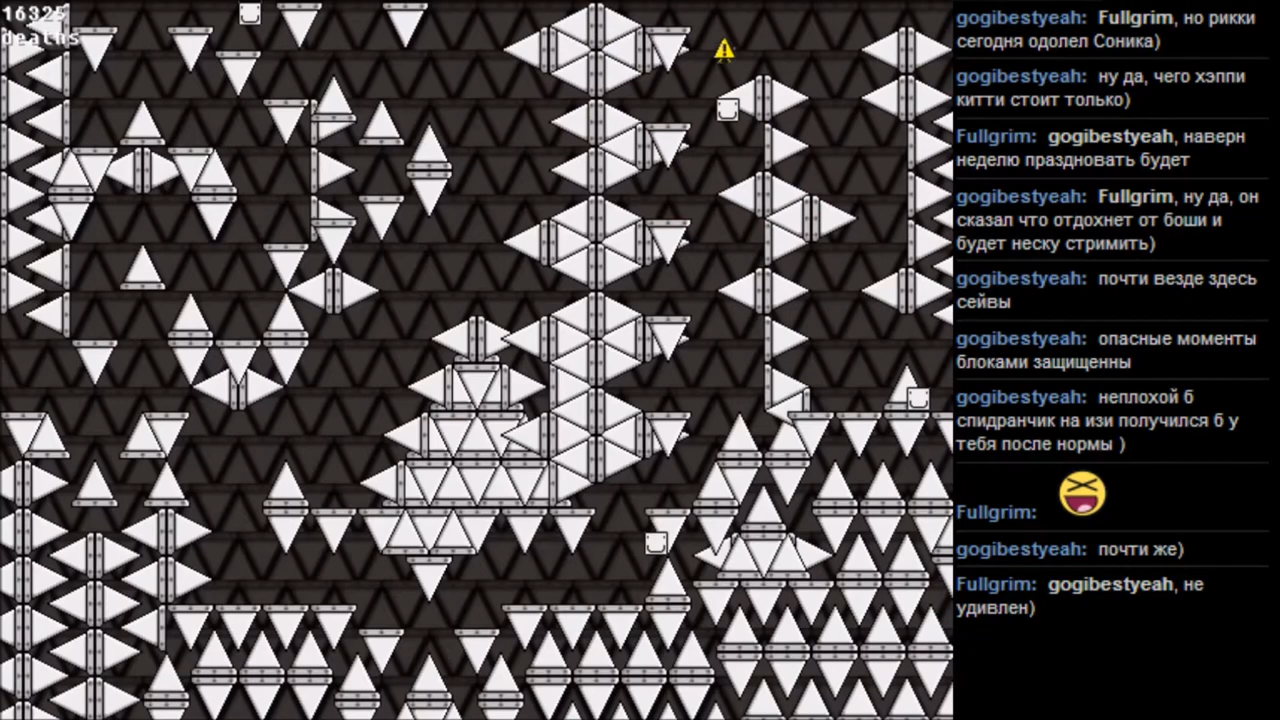 16325
deaths
gogibestyeah: Fullgrim, но рикки
сегодня одолел Соника)
gogibestyeah: ну да, чего хэппи
китти стоит только)
Fullgrim: gogibestyeah, наверн
неделю праздновать будет
gogibestyeah: Fullgrim, ну да, он
сказал что отдохнет от боши и
будет неску стримить)
gogibestyeah: почти везде здесь
сейвы
gogibestyeah: опасные моменты
блоками защищенны
gogibestyeah: неплохой б
спидранчик на изи получился б у
тебя после нормы )
Fullgrim:
gogibestyeah: почти же)
Fullgrim: gogibestyeah, не
удивлен)